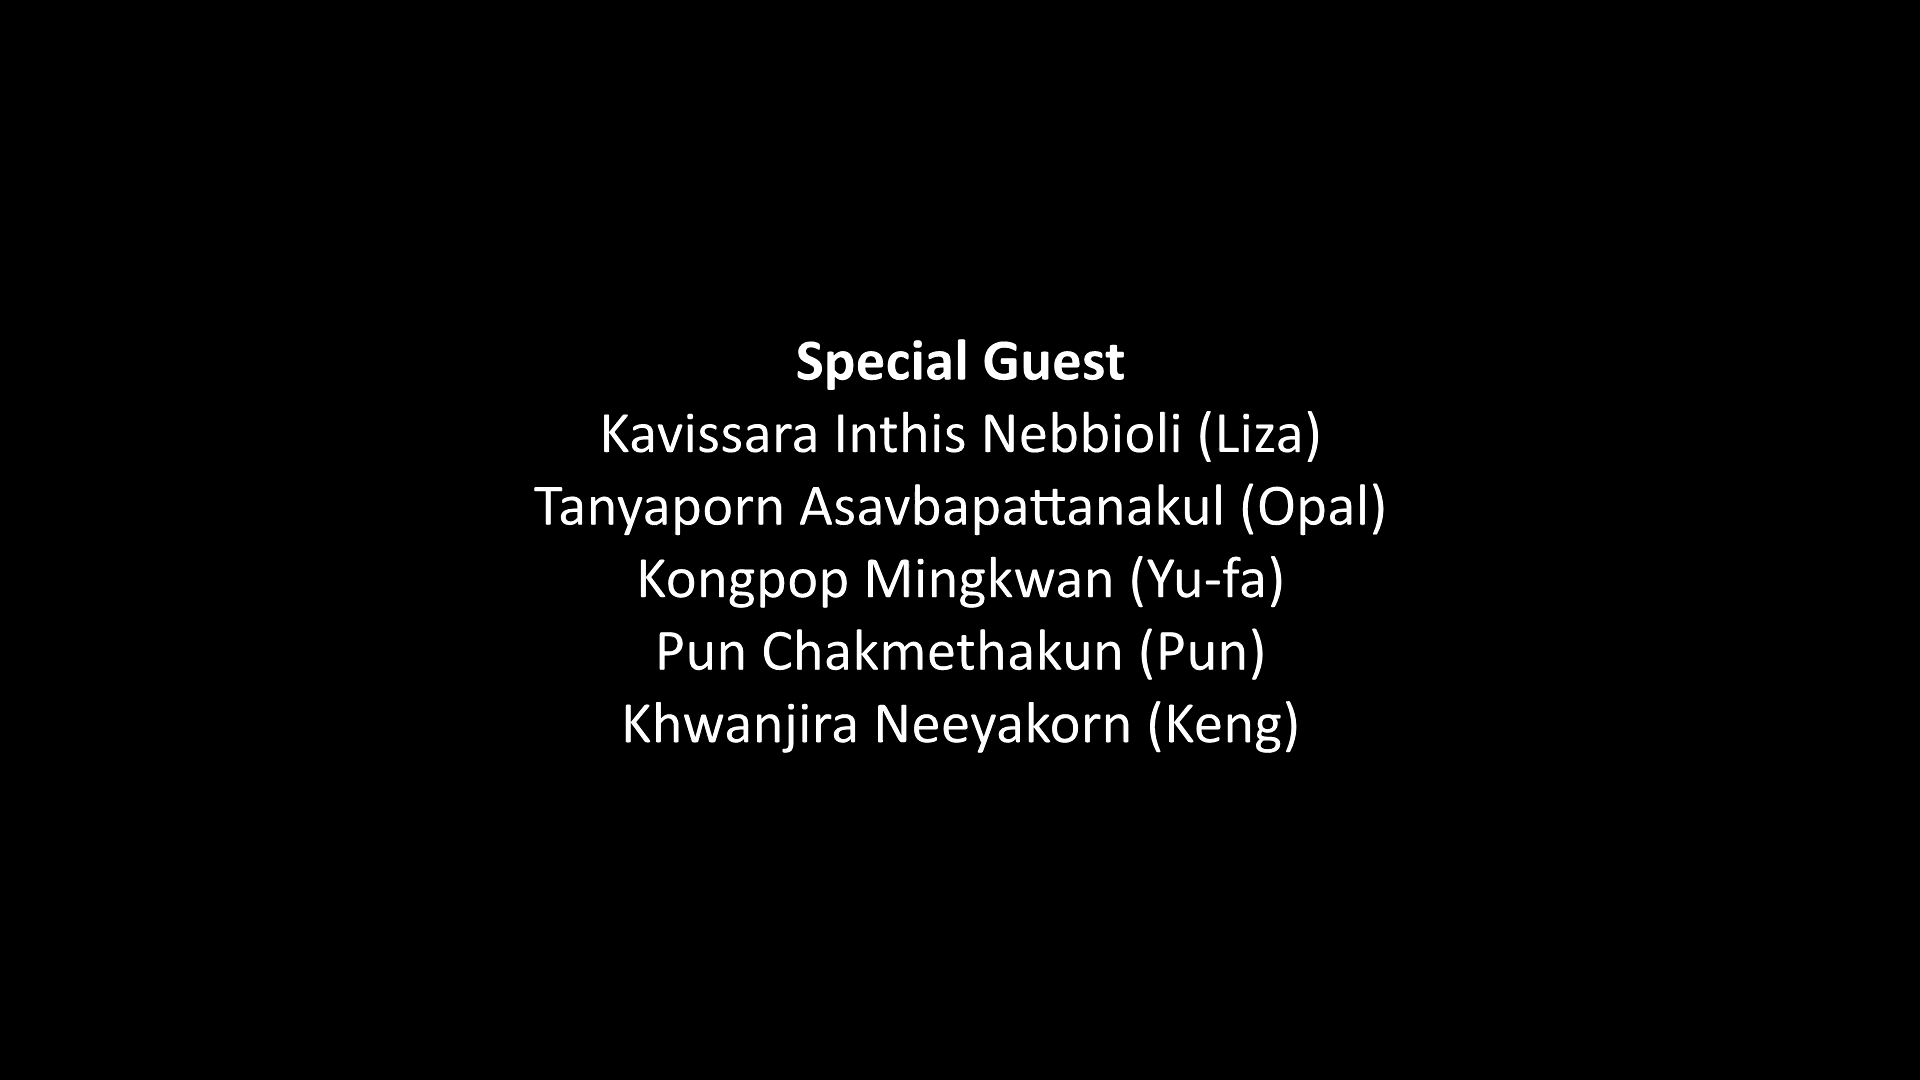 Special Guest
Kavissara Inthis Nebbioli (Liza)
Tanyaporn Asavbapattanakul (Opal)
Kongpop Mingkwan (Yu-fa)
Pun Chakmethakun (Pun)
Khwanjira Neeyakorn (Keng)